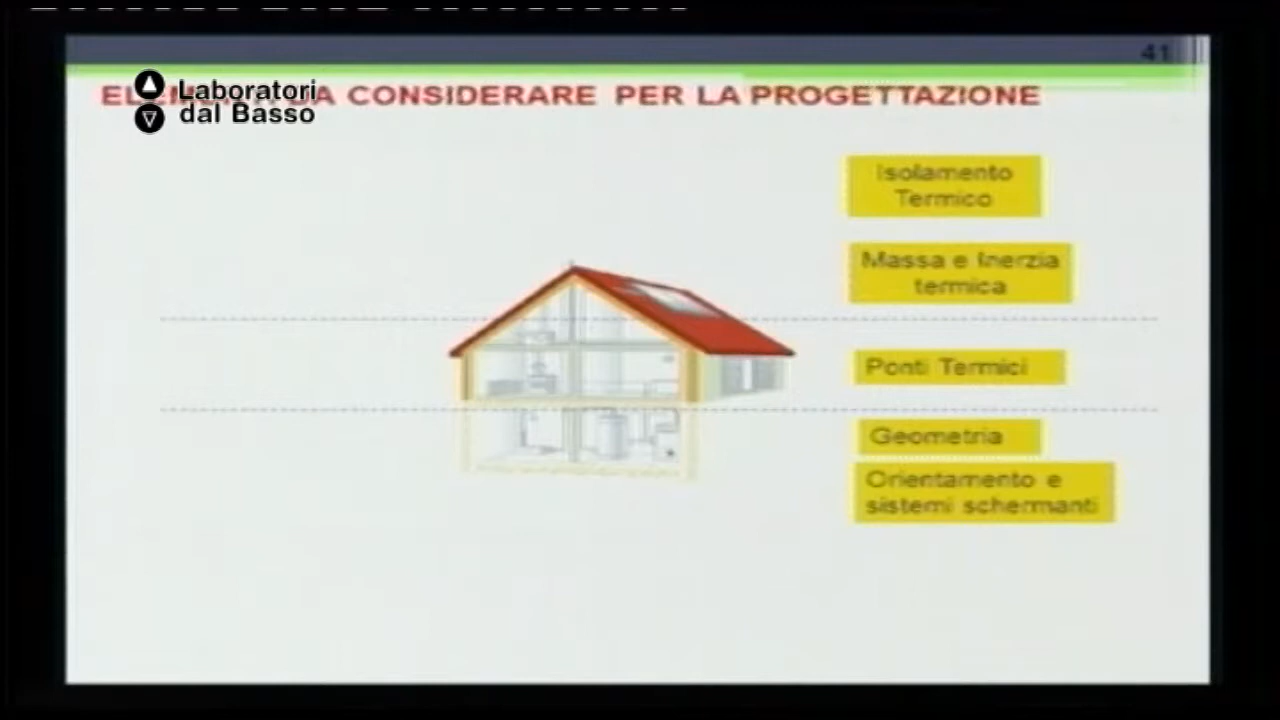 41
Laboratori
dal Basso
DA CONSIDERARE PER LA PROGETTAZIONE
Isolamento
Termico
Massa e Inerzia
termica
Ponti Termici
Geometria
Orientamento e
sistemi schermanti